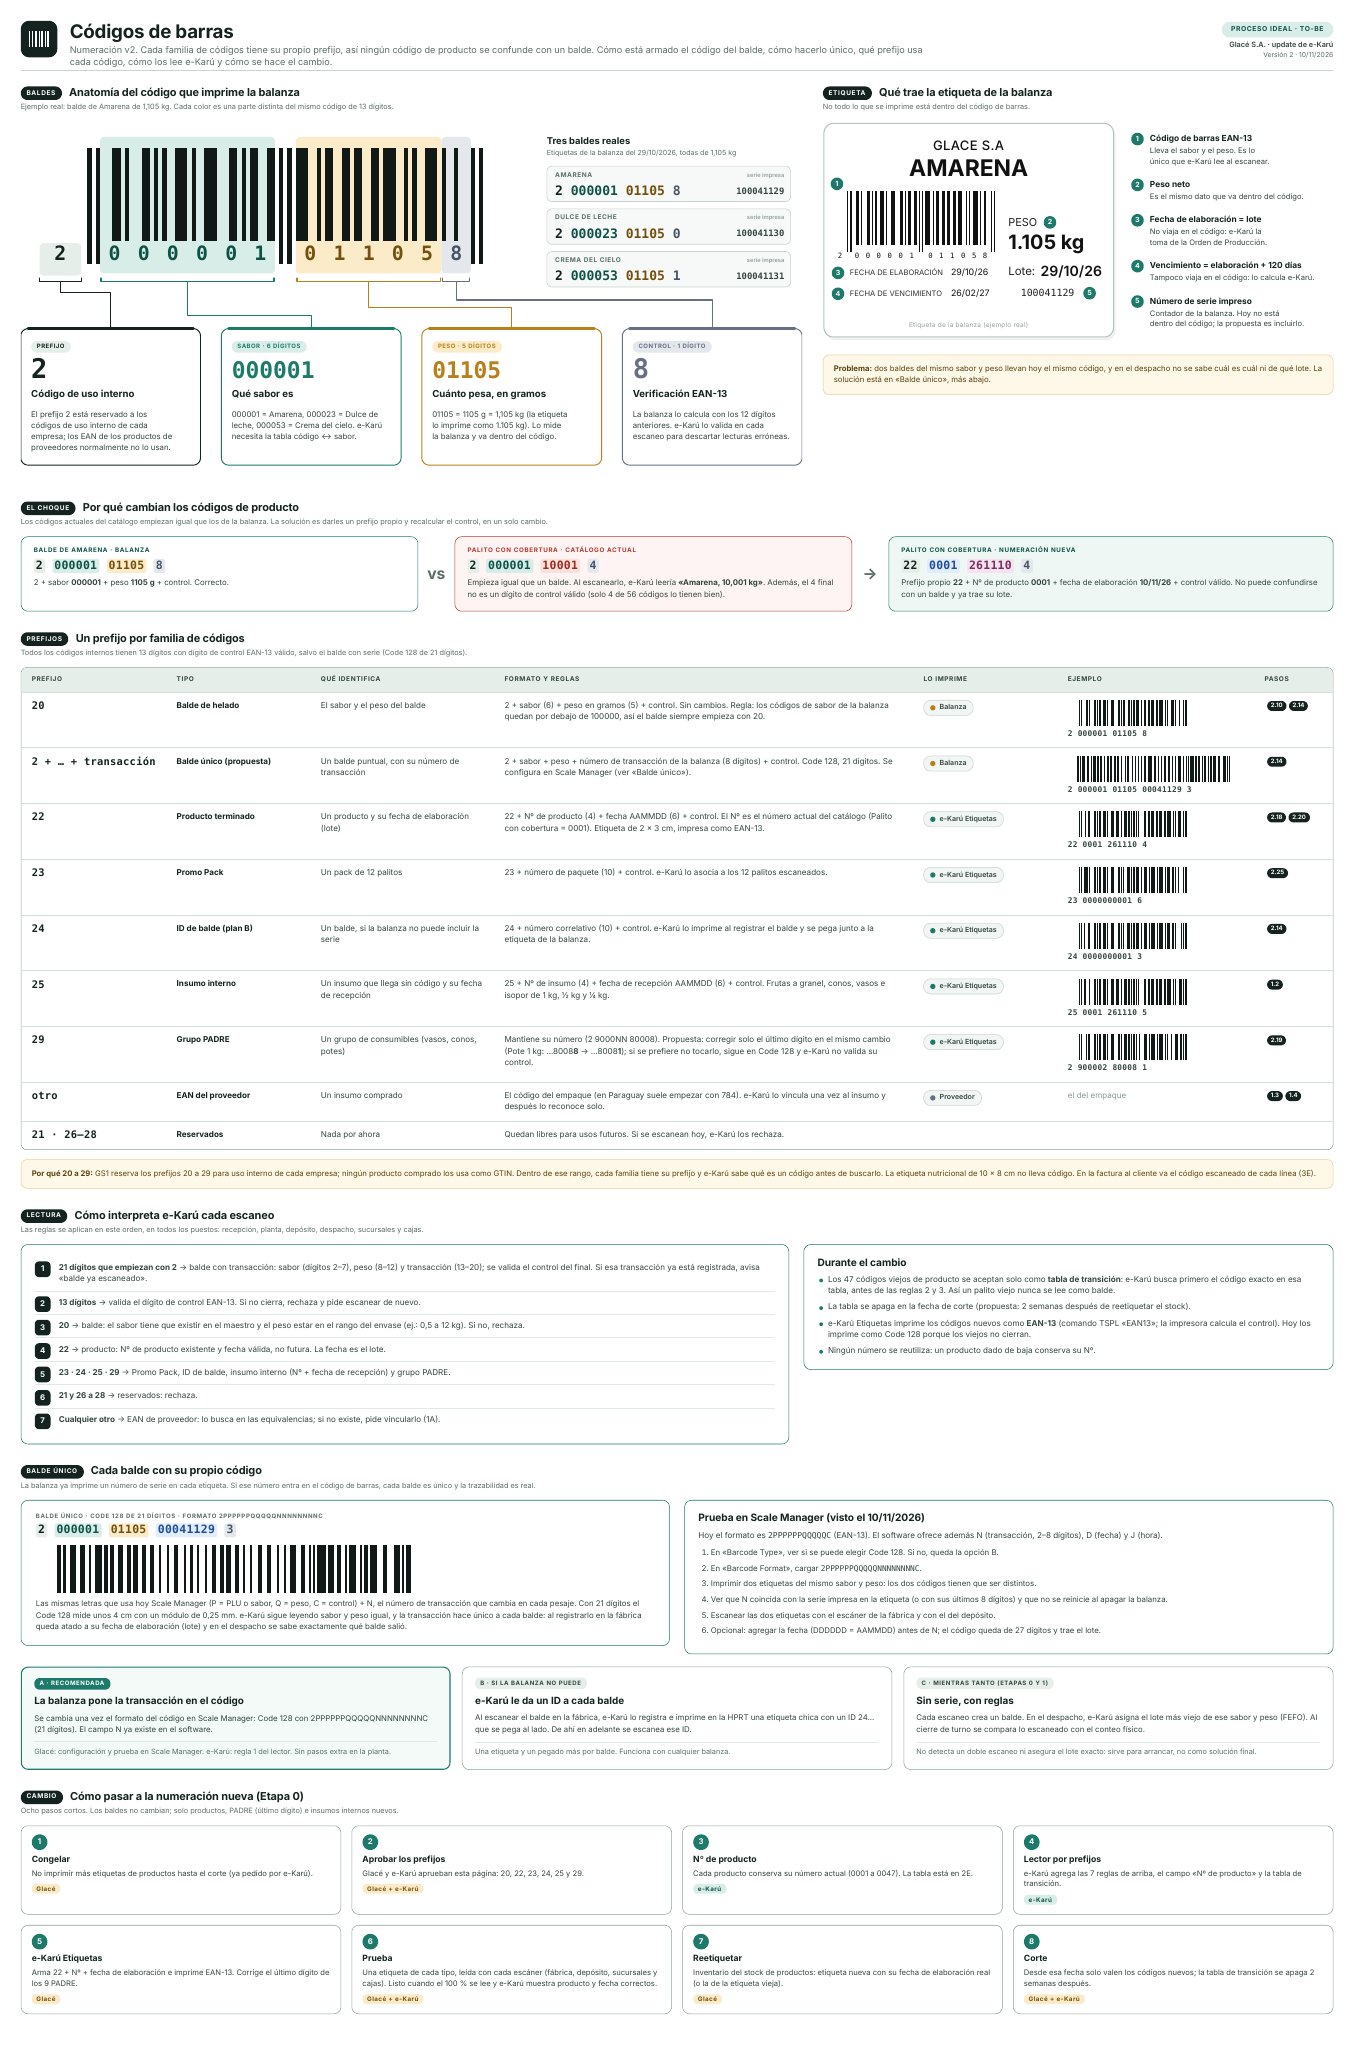 Códigos de barras
Numeración v2. Cada familia de códigos tiene su propio prefijo, así ningún código de producto se confunde con un balde. Cómo está armado el código del balde, cómo hacerlo único, qué prefijo usa
cada código, cómo los lee e-Karú y cómo se hace el cambio.
PROCESO IDEAL · TO-BE
Glacé S.A. · update de e-Karú
Versión 2 · 10/11/2026
BALDES Anatomía del código que imprime la balanza
Ejemplo real: balde de Amarena de 1,105 kg. Cada color es una parte distinta del mismo código de 13 dígitos.
2 0 0 0 0 0 1 0 1 1 0 5 8
Tres baldes reales
Etiquetas de la balanza del 29/10/2026, todas de 1,105 kg
AMARENA serie impresa
2 000001 01105 8 100041129
DULCE DE LECHE serie impresa
2 000023 01105 0 100041130
CREMA DEL CIELO serie impresa
2 000053 01105 1 100041131
PREFIJO
2
Código de uso interno
El prefijo 2 está reservado a los
códigos de uso interno de cada
empresa; los EAN de los productos de
proveedores normalmente no lo usan.
SABOR · 6 DÍGITOS
000001
Qué sabor es
000001 = Amarena, 000023 = Dulce de
leche, 000053 = Crema del cielo. e-Karú
necesita la tabla código ↔ sabor.
PESO · 5 DÍGITOS
01105
Cuánto pesa, en gramos
01105 = 1105 g = 1,105 kg (la etiqueta
lo imprime como 1.105 kg). Lo mide
la balanza y va dentro del código.
CONTROL · 1 DÍGITO
8
Verificación EAN-13
La balanza lo calcula con los 12 dígitos
anteriores. e-Karú lo valida en cada
escaneo para descartar lecturas erróneas.
ETIQUETA Qué trae la etiqueta de la balanza
No todo lo que se imprime está dentro del código de barras.
GLACE S.A
AMARENA
1
2 000001 011058
PESO 2
1.105 kg
3 FECHA DE ELABORACIÓN 29/10/26
Lote: 29/10/26
4 FECHA DE VENCIMIENTO 26/02/27
100041129 5
Etiqueta de la balanza (ejemplo real)
1 Código de barras EAN-13
Lleva el sabor y el peso. Es lo
único que e-Karú lee al escanear.
2 Peso neto
Es el mismo dato que va dentro del código.
3 Fecha de elaboración = lote
No viaja en el código: e-Karú la
toma de la Orden de Producción.
4 Vencimiento = elaboración + 120 días
Tampoco viaja en el código: lo calcula e-Karú.
5 Número de serie impreso
Contador de la balanza. Hoy no está
dentro del código; la propuesta es incluirlo.
Problema: dos baldes del mismo sabor y peso llevan hoy el mismo código, y en el despacho no se sabe cuál es cuál ni de qué lote. La
solución está en «Balde único», más abajo.
EL CHOQUE Por qué cambian los códigos de producto
Los códigos actuales del catálogo empiezan igual que los de la balanza. La solución es darles un prefijo propio y recalcular el control, en un solo cambio.
BALDE DE AMARENA · BALANZA
2 000001 01105 8
2 + sabor 000001 + peso 1105 g + control. Correcto.
VS
PALITO CON COBERTURA · CATÁLOGO ACTUAL
2 000001 10001 4
Empieza igual que un balde. Al escanearlo, e-Karú leería «Amarena, 10,001 kg». Además, el 4 final
no es un dígito de control válido (solo 4 de 56 códigos lo tienen bien).
→
PALITO CON COBERTURA · NUMERACIÓN NUEVA
22 0001 261110 4
Prefijo propio 22 + Nº de producto 0001 + fecha de elaboración 10/11/26 + control válido. No puede confundirse
con un balde y ya trae su lote.
PREFIJOS Un prefijo por familia de códigos
Todos los códigos internos tienen 13 dígitos con dígito de control EAN-13 válido, salvo el balde con serie (Code 128 de 21 dígitos).
PREFIJO TIPO QUÉ IDENTIFICA FORMATO Y REGLAS LO IMPRIME EJEMPLO PASOS
20 Balde de helado El sabor y el peso del balde 2 + sabor (6) + peso en gramos (5) + control. Sin cambios. Regla: los códigos de sabor de la balanza Balanza 2.10 2.14
quedan por debajo de 100000, así el balde siempre empieza con 20.
2 000001 01105 8
2 + … + transacción Balde único (propuesta) Un balde puntual, con su número de 2 + sabor + peso + número de transacción de la balanza (8 dígitos) + control. Code 128, 21 dígitos. Se Balanza 2.14
transacción configura en Scale Manager (ver «Balde único»).
2 000001 01105 00041129 3
22 Producto terminado Un producto y su fecha de elaboración 22 + Nº de producto (4) + fecha AAMMDD (6) + control. El Nº es el número actual del catálogo (Palito e-Karú Etiquetas 2.18 2.20
(lote) con cobertura = 0001). Etiqueta de 2 × 3 cm, impresa como EAN-13.
22 0001 261110 4
23 Promo Pack Un pack de 12 palitos 23 + número de paquete (10) + control. e-Karú lo asocia a los 12 palitos escaneados. e-Karú Etiquetas 2.25
23 0000000001 6
24 ID de balde (plan B) Un balde, si la balanza no puede incluir la 24 + número correlativo (10) + control. e-Karú lo imprime al registrar el balde y se pega junto a la e-Karú Etiquetas 2.14
serie etiqueta de la balanza.
24 0000000001 3
25 Insumo interno Un insumo que llega sin código y su fecha 25 + Nº de insumo (4) + fecha de recepción AAMMDD (6) + control. Frutas a granel, conos, vasos e e-Karú Etiquetas 1.2
de recepción isopor de 1 kg, ½ kg y ¼ kg.
25 0001 261110 5
29 Grupo PADRE Un grupo de consumibles (vasos, conos, Mantiene su número (2 9000NN 80008). Propuesta: corregir solo el último dígito en el mismo cambio e-Karú Etiquetas 2.19
potes) (Pote 1 kg: …80088 → …80081); si se prefiere no tocarlo, sigue en Code 128 y e-Karú no valida su
control.
2 900002 80008 1
otro EAN del proveedor Un insumo comprado El código del empaque (en Paraguay suele empezar con 784). e-Karú lo vincula una vez al insumo y Proveedor el del empaque 1.3 1.4
después lo reconoce solo.
21 · 26–28 Reservados Nada por ahora Quedan libres para usos futuros. Si se escanean hoy, e-Karú los rechaza.
Por qué 20 a 29: GS1 reserva los prefijos 20 a 29 para uso interno de cada empresa; ningún producto comprado los usa como GTIN. Dentro de ese rango, cada familia tiene su prefijo y e-Karú sabe qué es un código antes de buscarlo. La etiqueta nutricional de 10 × 8 cm no lleva código. En la factura al cliente va el código escaneado de cada línea (3E).
LECTURA Cómo interpreta e-Karú cada escaneo
Las reglas se aplican en este orden, en todos los puestos: recepción, planta, depósito, despacho, sucursales y cajas.
1 21 dígitos que empiezan con 2 → balde con transacción: sabor (dígitos 2–7), peso (8–12) y transacción (13–20); se valida el control del final. Si esa transacción ya está registrada, avisa
«balde ya escaneado».
2 13 dígitos → valida el dígito de control EAN-13. Si no cierra, rechaza y pide escanear de nuevo.
3 20 → balde: el sabor tiene que existir en el maestro y el peso estar en el rango del envase (ej.: 0,5 a 12 kg). Si no, rechaza.
4 22 → producto: Nº de producto existente y fecha válida, no futura. La fecha es el lote.
5 23 · 24 · 25 · 29 → Promo Pack, ID de balde, insumo interno (Nº + fecha de recepción) y grupo PADRE.
6 21 y 26 a 28 → reservados: rechaza.
7 Cualquier otro → EAN de proveedor: lo busca en las equivalencias; si no existe, pide vincularlo (1A).
Durante el cambio
• Los 47 códigos viejos de producto se aceptan solo como tabla de transición: e-Karú busca primero el código exacto en esa
tabla, antes de las reglas 2 y 3. Así un palito viejo nunca se lee como balde.
• La tabla se apaga en la fecha de corte (propuesta: 2 semanas después de reetiquetar el stock).
• e-Karú Etiquetas imprime los códigos nuevos como EAN-13 (comando TSPL «EAN13»; la impresora calcula el control). Hoy los
imprime como Code 128 porque los viejos no cierran.
• Ningún número se reutiliza: un producto dado de baja conserva su Nº.
BALDE ÚNICO Cada balde con su propio código
La balanza ya imprime un número de serie en cada etiqueta. Si ese número entra en el código de barras, cada balde es único y la trazabilidad es real.
BALDE ÚNICO · CODE 128 DE 21 DÍGITOS · FORMATO 2PPPPPPQQQQQNNNNNNNNC
2 000001 01105 00041129 3
Las mismas letras que usa hoy Scale Manager (P = PLU o sabor, Q = peso, C = control) + N, el número de transacción que cambia en cada pesaje. Con 21 dígitos el
Code 128 mide unos 4 cm con un módulo de 0,25 mm. e-Karú sigue leyendo sabor y peso igual, y la transacción hace único a cada balde: al registrarlo en la fábrica
queda atado a su fecha de elaboración (lote) y en el despacho se sabe exactamente qué balde salió.
Prueba en Scale Manager (visto el 10/11/2026)
Hoy el formato es 2PPPPPPQQQQQC (EAN-13). El software ofrece además N (transacción, 2–8 dígitos), D (fecha) y J (hora).
1. En «Barcode Type», ver si se puede elegir Code 128. Si no, queda la opción B.
2. En «Barcode Format», cargar 2PPPPPPQQQQQNNNNNNNNC.
3. Imprimir dos etiquetas del mismo sabor y peso: los dos códigos tienen que ser distintos.
4. Ver que N coincida con la serie impresa en la etiqueta (o con sus últimos 8 dígitos) y que no se reinicie al apagar la balanza.
5. Escanear las dos etiquetas con el escáner de la fábrica y con el del depósito.
6. Opcional: agregar la fecha (DDDDDD = AAMMDD) antes de N; el código queda de 27 dígitos y trae el lote.
A · RECOMENDADA
La balanza pone la transacción en el código
Se cambia una vez el formato del código en Scale Manager: Code 128 con 2PPPPPPQQQQQNNNNNNNNC
(21 dígitos). El campo N ya existe en el software.
Glacé: configuración y prueba en Scale Manager. e-Karú: regla 1 del lector. Sin pasos extra en la planta.
B · SI LA BALANZA NO PUEDE
e-Karú le da un ID a cada balde
Al escanear el balde en la fábrica, e-Karú lo registra e imprime en la HPRT una etiqueta chica con un ID 24…
que se pega al lado. De ahí en adelante se escanea ese ID.
Una etiqueta y un pegado más por balde. Funciona con cualquier balanza.
C · MIENTRAS TANTO (ETAPAS 0 Y 1)
Sin serie, con reglas
Cada escaneo crea un balde. En el despacho, e-Karú asigna el lote más viejo de ese sabor y peso (FEFO). Al
cierre de turno se compara lo escaneado con el conteo físico.
No detecta un doble escaneo ni asegura el lote exacto: sirve para arrancar, no como solución final.
CAMBIO Cómo pasar a la numeración nueva (Etapa 0)
Ocho pasos cortos. Los baldes no cambian; solo productos, PADRE (último dígito) e insumos internos nuevos.
1
Congelar
No imprimir más etiquetas de productos hasta el corte (ya pedido por e-Karú).
Glacé
2
Aprobar los prefijos
Glacé y e-Karú aprueban esta página: 20, 22, 23, 24, 25 y 29.
Glacé + e-Karú
3
Nº de producto
Cada producto conserva su número actual (0001 a 0047). La tabla está en 2E.
e-Karú
4
Lector por prefijos
e-Karú agrega las 7 reglas de arriba, el campo «Nº de producto» y la tabla de
transición.
e-Karú
5
e-Karú Etiquetas
Arma 22 + Nº + fecha de elaboración e imprime EAN-13. Corrige el último dígito de
los 9 PADRE.
Glacé
6
Prueba
Una etiqueta de cada tipo, leída con cada escáner (fábrica, depósito, sucursales y
cajas). Listo cuando el 100 % se lee y e-Karú muestra producto y fecha correctos.
Glacé + e-Karú
7
Reetiquetar
Inventario del stock de productos: etiqueta nueva con su fecha de elaboración real
(o la de la etiqueta vieja).
Glacé
8
Corte
Desde esa fecha solo valen los códigos nuevos; la tabla de transición se apaga 2
semanas después.
Glacé + e-Karú